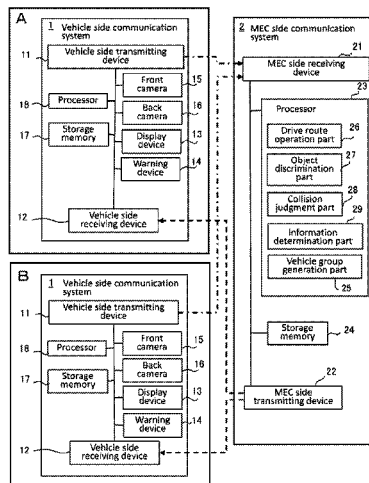 A
1 Vehicle side communication
system
11
Vehicle side transmitting
device
Front
camera
15
18
Processor
Back
camera
16
17
Storage
memory
Display
device
13
Warning
device
14
12
Vehicle side
receiving device
B
1 Vehicle side communication
system
11
Vehicle side transmitting
device
Front
camera
15
18
Processor
Back
camera
16
17
Storage
memory
Display
device
13
Warning
device
14
12
Vehicle side
receiving device
2 MEC side communication
system
21
MEC side receiving
device
23
Processor
26
Drive route
operation part
27
Object
discrimination
part
28
Collision
judgment part
29
Information
determination part
Vehicle group
generation part
25
Storage
memory
24
22
MEC side
transmitting device